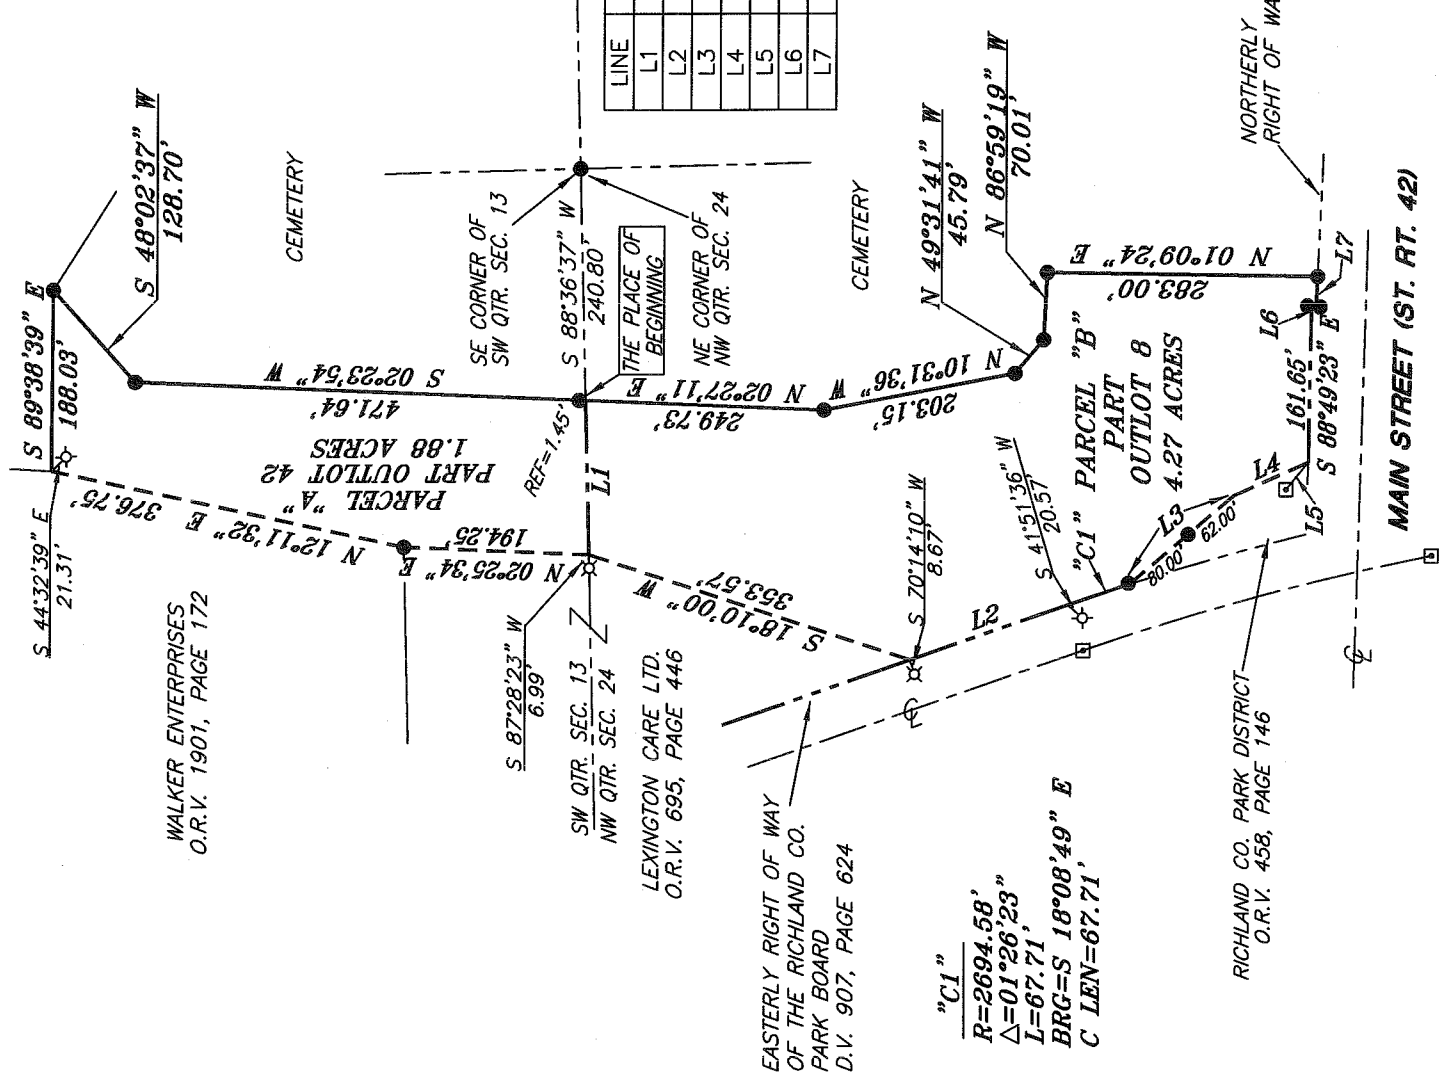 S 89°38'39" E
188.03'
S 48°02'37" W
128.70'
S 44°32'39" E
21.31'
CEMETERY
WALKER ENTERPRISES
O.R.V. 1901, PAGE 172
N 12°11'32" E
376.75'
PARCEL "A"
PART OUTLOT 42
1.88 ACRES
S 02°23'54" W
471.64'
N 02°25'34" E
194.25'
SE CORNER OF
SW QTR. SEC. 13
S 88°36'37" W
240.80'
THE PLACE OF
BEGINNING
NE CORNER OF
NW QTR. SEC. 24
REF=1.45'
L1
S 87°28'23" W
6.99'
SW QTR. SEC. 13
NW QTR. SEC. 24
LEXINGTON CARE LTD.
O.R.V. 695, PAGE 446
LINE
L1
L2
L3
L4
L5
L6
L7
N 02°27'11" E
249.73'
S 18°10'00" W
353.57'
CEMETERY
N 10°31'36" W
203.15'
N 49°31'41" W
45.79'
N 86°59'19" W
70.01'
N 01°09'24" E
283.00'
S 70°14'10" W
8.67'
L2
S 41°51'36" W
20.57'
"C1"
PARCEL "B"
PART
OUTLOT 8
4.27 ACRES
L3
80.00'
62.00'
L4
L5
161.65'
S 88°49'23" E
L6
L7
NORTHERLY
RIGHT OF WA
EASTERLY RIGHT OF WAY
OF THE RICHLAND CO.
PARK BOARD
D.V. 907, PAGE 624
"C1"
R=2694.58'
△=01°26'23"
L=67.71'
BRG=S 18°08'49" E
C LEN=67.71'
RICHLAND CO. PARK DISTRICT
O.R.V. 458, PAGE 146
MAIN STREET (ST. RT. 42)